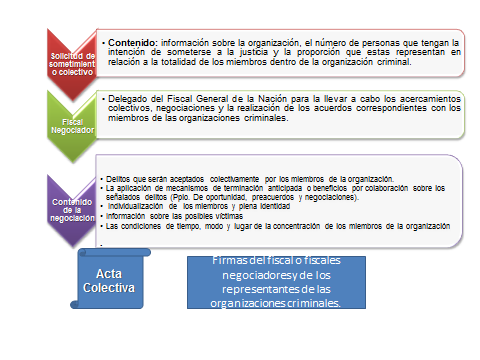 Solicitud de
sometimient
o colectivo
• Contenido: información sobre la organización, el número de personas que tengan la
intención de someterse a la justicia y la proporción que estas representan en
relación a la totalidad de los miembros dentro de la organización criminal.
Fiscal
Negociador
• Delegado del Fiscal General de la Nación para la llevar a cabo los acercamientos
colectivos, negociaciones y la realización de los acuerdos correspondientes con los
miembros de las organizaciones criminales.
Contenido
de la
negociación
• Delitos que serán aceptados colectivamente por los miembros de la organización.
• La aplicación de mecanismos de terminación anticipada o beneficios por colaboración sobre los
señalados delitos (Ppio. De oportunidad, preacuerdos y negociaciones).
• Individualización de los miembros y plena identidad
• Información sobre las posibles víctimas
• Las condiciones de tiempo, modo y lugar de la concentración de los miembros de la organización
.
Acta
Colectiva
Firmas del fiscal o fiscales
negociadores y de los
representantes de las
organizaciones criminales.